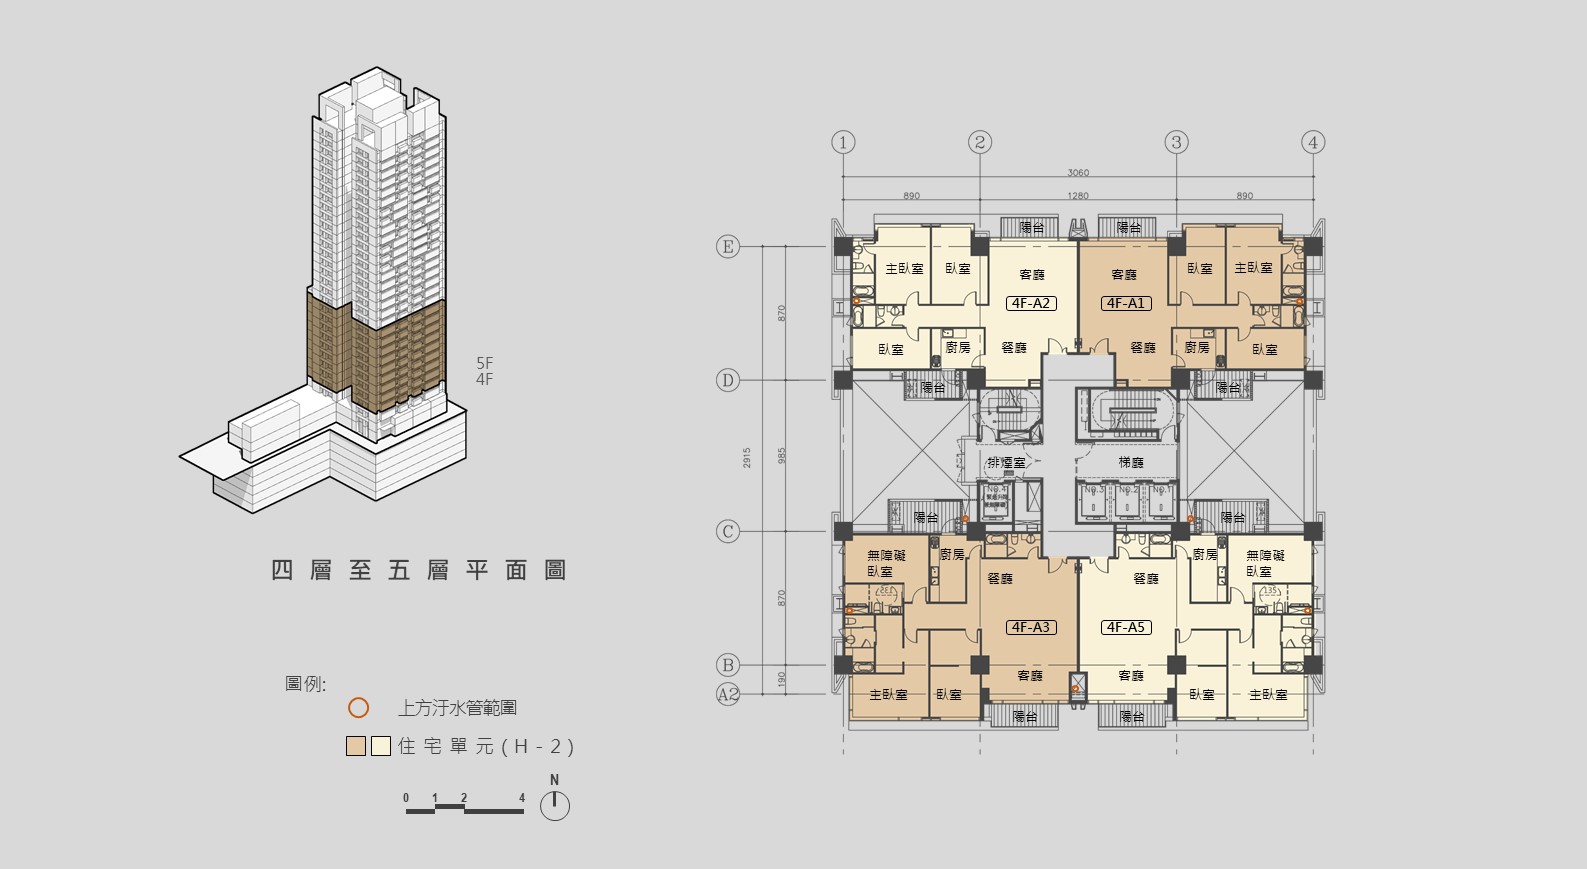 5F
4F
四層至五層平面圖
圖例:
上方汙水管範圍
住宅單元(H-2)
0 1 2 4
N
1 2 3 4
3060
890 1280 890
陽台 陽台
E
主臥室 臥室 客廳 客廳 臥室 主臥室
4F-A2 4F-A1
870
臥室 廚房 餐廳 餐廳 廚房 臥室
D
陽台 陽台
2915 985
排煙室 梯廳
NO.4 NO.3 NO.2 NO.1
陽台 陽台
C
無障礙 廚房 廚房 無障礙
臥室 餐廳 餐廳 臥室
135 135
870
4F-A3 4F-A5
B
客廳 客廳
190
A2
主臥室 臥室 臥室 主臥室
陽台 陽台